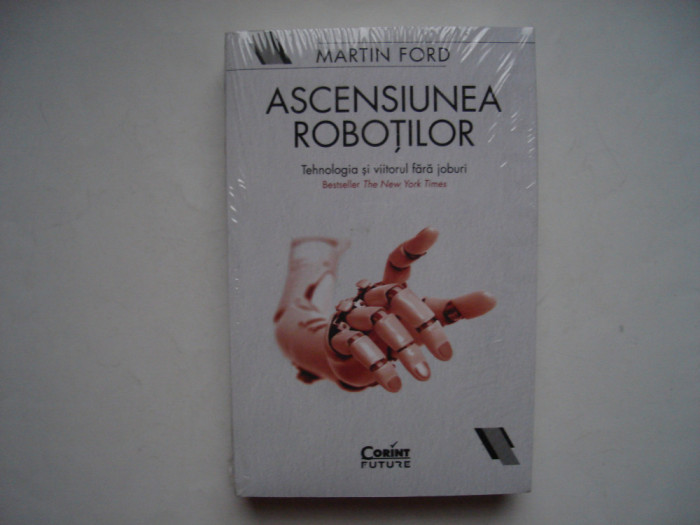 MARTIN FORD
ASCENSIUNEA
ROBOȚILOR
Tehnologia și viitorul fără joburi
Bestseller The New York Times
CORINT
FUTURE